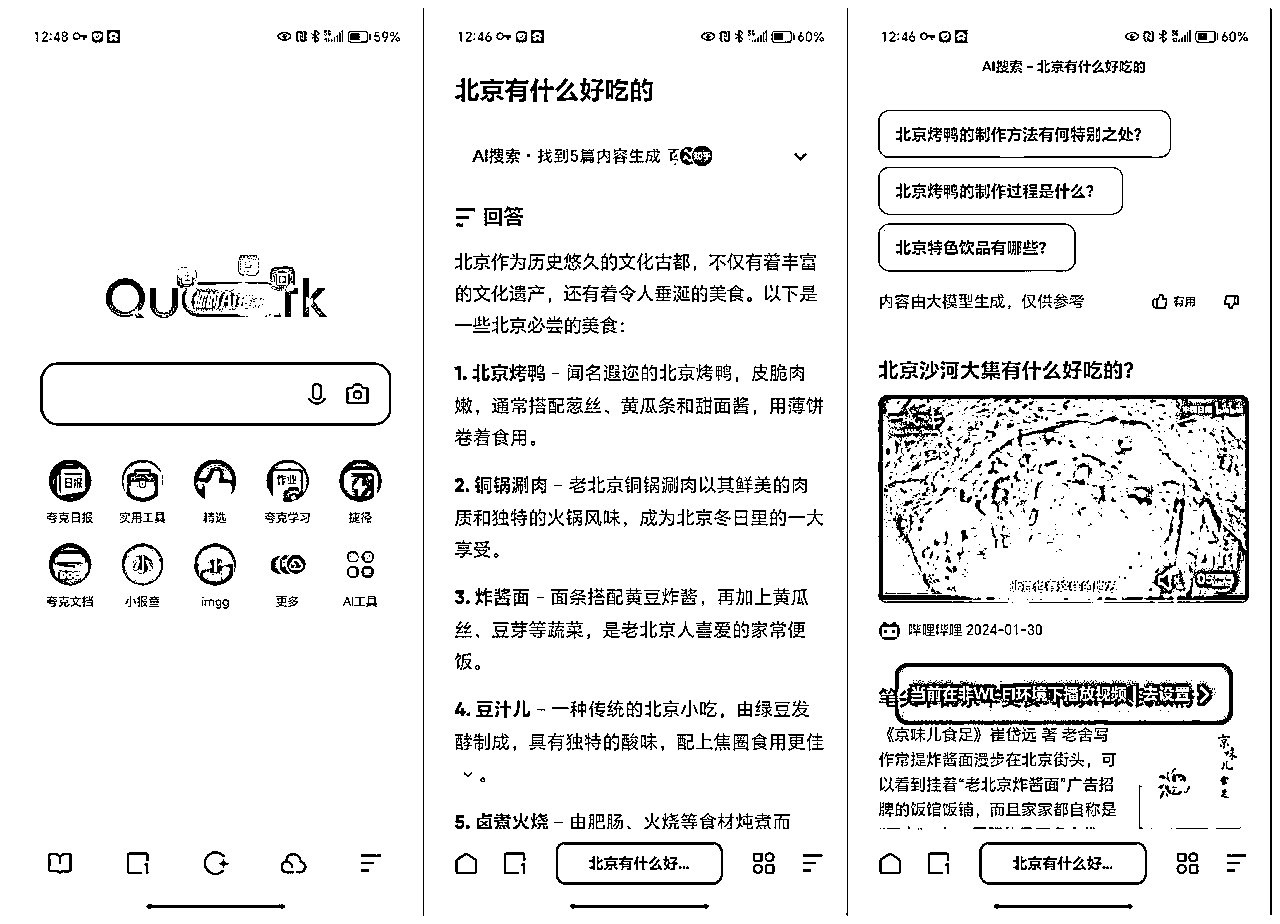 12:48
59%
夸克日报 实用工具 精选 夸克学习 捷径
夸克文档 小报童 imgg 更多 AI工具
12:46
60%
北京有什么好吃的
AI搜索·找到5篇内容生成
回答
北京作为历史悠久的文化古都，不仅有着丰富
的文化遗产，还有着令人垂涎的美食。以下是
一些北京必尝的美食：
1. 北京烤鸭 – 闻名遐迩的北京烤鸭，皮脆肉
嫩，通常搭配葱丝、黄瓜条和甜面酱，用薄饼
卷着食用。
2. 铜锅涮肉 – 老北京铜锅涮肉以其鲜美的肉
质和独特的火锅风味，成为北京冬日里的一大
享受。
3. 炸酱面 – 面条搭配黄豆炸酱，再加上黄瓜
丝、豆芽等蔬菜，是老北京人喜爱的家常便
饭。
4. 豆汁儿 – 一种传统的北京小吃，由绿豆发
酵制成，具有独特的酸味，配上焦圈食用更佳
。
5. 卤煮火烧 – 由肥肠、火烧等食材炖煮而
北京有什么好...
12:46
60%
AI搜索 – 北京有什么好吃的
北京烤鸭的制作方法有何特别之处？
北京烤鸭的制作过程是什么？
北京特色饮品有哪些？
内容由大模型生成，仅供参考 有用
北京沙河大集有什么好吃的？
哔哩哔哩 2024-01-30
当前在非WI-FI环境下播放视频 | 去设置
《京味儿食足》崔岱远 著 老舍写
作常提炸酱面漫步在北京街头，可
以看到挂着“老北京炸酱面”广告招
牌的饭馆饭铺，而且家家都自称是
京味儿食足
北京有什么好...